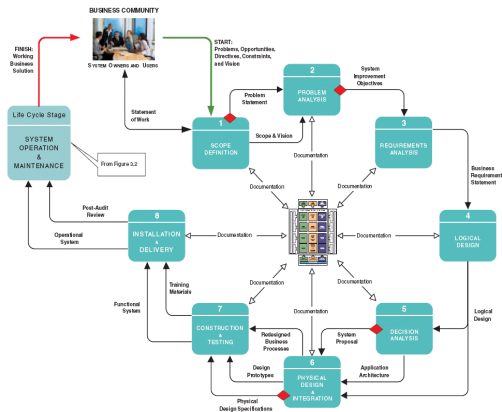 BUSINESS COMMUNITY
SYSTEM OWNERS AND USERS
FINISH:
Working
Business
Solution
START:
Problems, Opportunities,
Directives, Constraints,
and Vision
Statement
of Work
Problem
Statement
2
PROBLEM
ANALYSIS
System
Improvement
Objectives
Life Cycle Stage
SYSTEM
OPERATION
&
MAINTENANCE
From Figure 3.2
1
SCOPE
DEFINITION
Scope & Vision
3
REQUIREMENTS
ANALYSIS
Documentation
Documentation
Documentation
Business
Requirement
Statement
Post-Audit
Review
Operational
System
8
INSTALLATION
&
DELIVERY
Documentation
Documentation
4
LOGICAL
DESIGN
Documentation
Documentation
Documentation
Training
Materials
Functional
System
7
CONSTRUCTION
&
TESTING
Redesigned
Business
Processes
System
Proposal
5
DECISION
ANALYSIS
Logical
Design
Design
Prototypes
6
PHYSICAL
DESIGN
&
INTEGRATION
Application
Architecture
Physical
Design Specifications